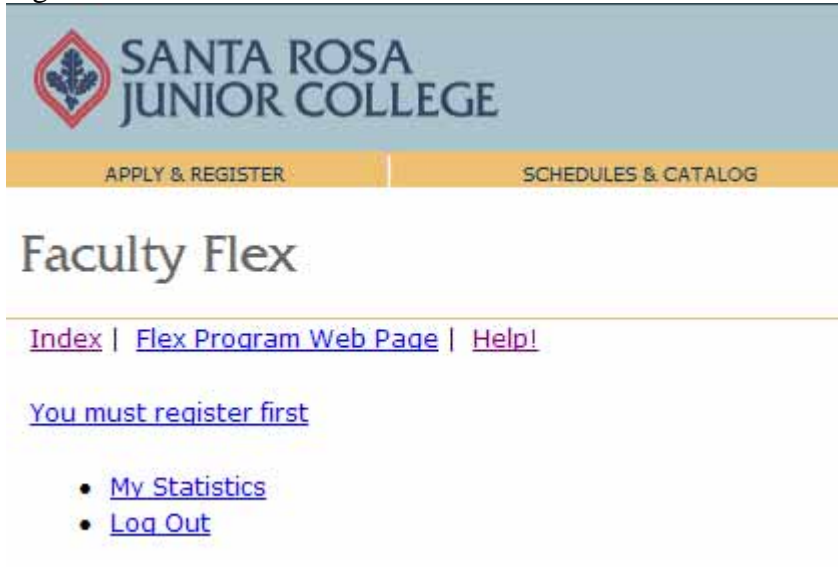 SANTA ROSA
JUNIOR COLLEGE
APPLY & REGISTER SCHEDULES & CATALOG
Faculty Flex
Index | Flex Program Web Page | Help!
You must register first
• My Statistics
• Log Out